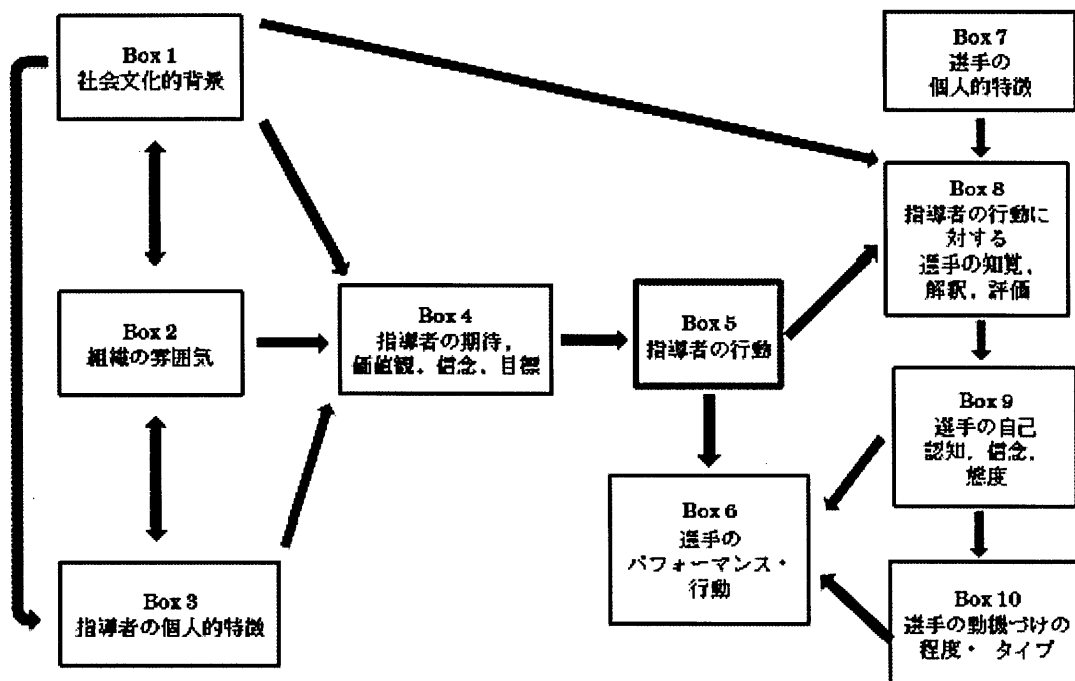 Box 1
社会文化的背景
Box 2
組織の雰囲気
Box 3
指導者の個人的特徴
Box 4
指導者の期待,
価値観, 信念, 目標
Box 5
指導者の行動
Box 6
選手の
パフォーマンス・
行動
Box 7
選手の
個人的特徴
Box 8
指導者の行動に
対する
選手の知覚,
解釈, 評価
Box 9
選手の自己
認知, 信念,
態度
Box 10
選手の動機づけの
程度・ タイプ